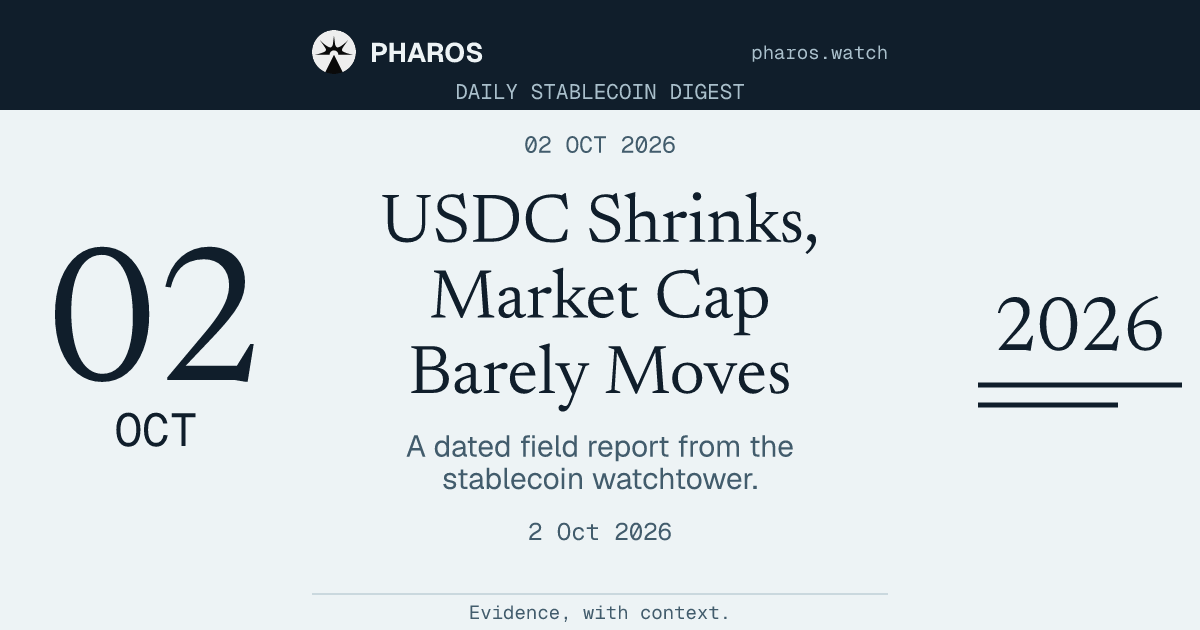 PHAROS
pharos.watch
DAILY STABLECOIN DIGEST
02 OCT 2026
USDC Shrinks,
Market Cap
Barely Moves
02
OCT
2026
A dated field report from the
stablecoin watchtower.
2 Oct 2026
Evidence, with context.